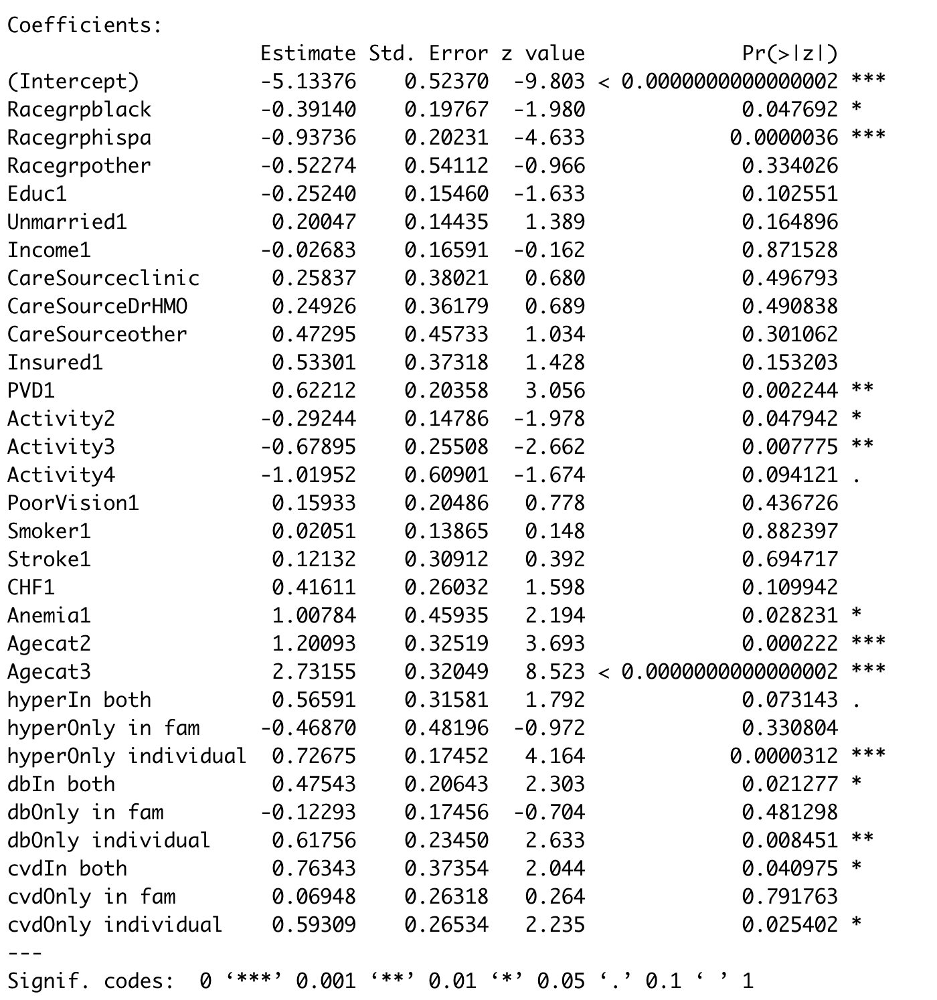 Coefficients:
                     Estimate Std. Error z value             Pr(>|z|)    
(Intercept)          -5.13376    0.52370  -9.803 < 0.0000000000000002 ***
Racegrpblack         -0.39140    0.19767  -1.980             0.047692 *  
Racegrphispa         -0.93736    0.20231  -4.633            0.0000036 ***
Racegrpother         -0.52274    0.54112  -0.966             0.334026    
Educ1                -0.25240    0.15460  -1.633             0.102551    
Unmarried1            0.20047    0.14435   1.389             0.164896    
Income1              -0.02683    0.16591  -0.162             0.871528    
CareSourceclinic      0.25837    0.38021   0.680             0.496793    
CareSourceDrHMO       0.24926    0.36179   0.689             0.490838    
CareSourceother       0.47295    0.45733   1.034             0.301062    
Insured1              0.53301    0.37318   1.428             0.153203    
PVD1                  0.62212    0.20358   3.056             0.002244 ** 
Activity2            -0.29244    0.14786  -1.978             0.047942 *  
Activity3            -0.67895    0.25508  -2.662             0.007775 ** 
Activity4            -1.01952    0.60901  -1.674             0.094121 .  
PoorVision1           0.15933    0.20486   0.778             0.436726    
Smoker1               0.02051    0.13865   0.148             0.882397    
Stroke1               0.12132    0.30912   0.392             0.694717    
CHF1                  0.41611    0.26032   1.598             0.109942    
Anemia1               1.00784    0.45935   2.194             0.028231 *  
Agecat2               1.20093    0.32519   3.693             0.000222 ***
Agecat3               2.73155    0.32049   8.523 < 0.0000000000000002 ***
hyperIn both          0.56591    0.31581   1.792             0.073143 .  
hyperOnly in fam     -0.46870    0.48196  -0.972             0.330804    
hyperOnly individual  0.72675    0.17452   4.164            0.0000312 ***
dbIn both             0.47543    0.20643   2.303             0.021277 *  
dbOnly in fam        -0.12293    0.17456  -0.704             0.481298    
dbOnly individual     0.61756    0.23450   2.633             0.008451 ** 
cvdIn both            0.76343    0.37354   2.044             0.040975 *  
cvdOnly in fam        0.06948    0.26318   0.264             0.791763    
cvdOnly individual    0.59309    0.26534   2.235             0.025402 *  
---
Signif. codes:  0 ‘***’ 0.001 ‘**’ 0.01 ‘*’ 0.05 ‘.’ 0.1 ‘ ’ 1